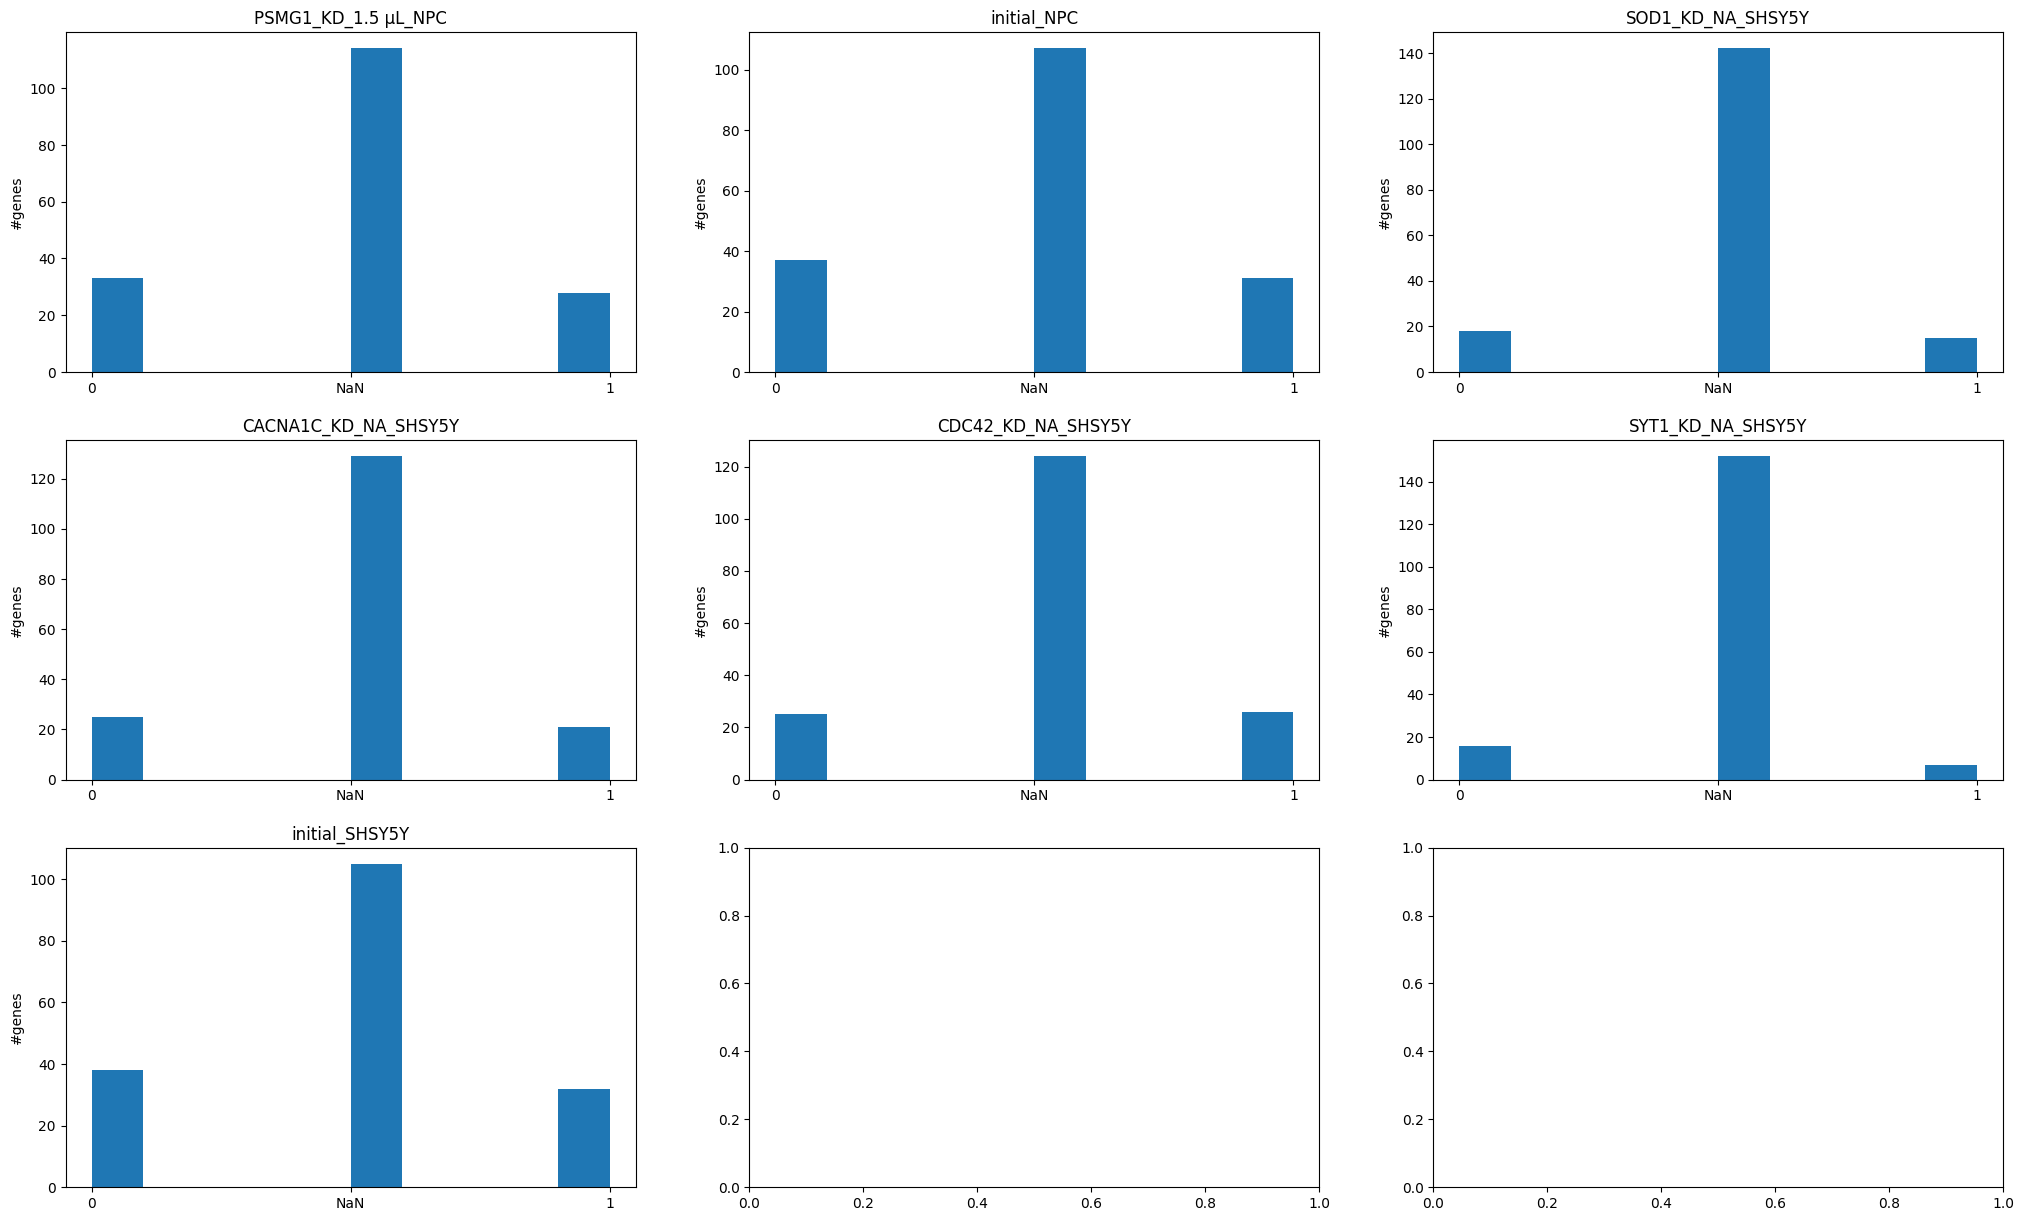 PSMG1_KD_1.5 µL_NPC
#genes
100
80
60
40
20
0
0 NaN 1
initial_NPC
#genes
100
80
60
40
20
0
0 NaN 1
SOD1_KD_NA_SHSY5Y
#genes
140
120
100
80
60
40
20
0
0 NaN 1
CACNA1C_KD_NA_SHSY5Y
#genes
120
100
80
60
40
20
0
0 NaN 1
CDC42_KD_NA_SHSY5Y
#genes
120
100
80
60
40
20
0
0 NaN 1
SYT1_KD_NA_SHSY5Y
#genes
140
120
100
80
60
40
20
0
0 NaN 1
initial_SHSY5Y
#genes
100
80
60
40
20
0
0 NaN 1
1.0
0.8
0.6
0.4
0.2
0.0
0.0 0.2 0.4 0.6 0.8 1.0
1.0
0.8
0.6
0.4
0.2
0.0
0.0 0.2 0.4 0.6 0.8 1.0